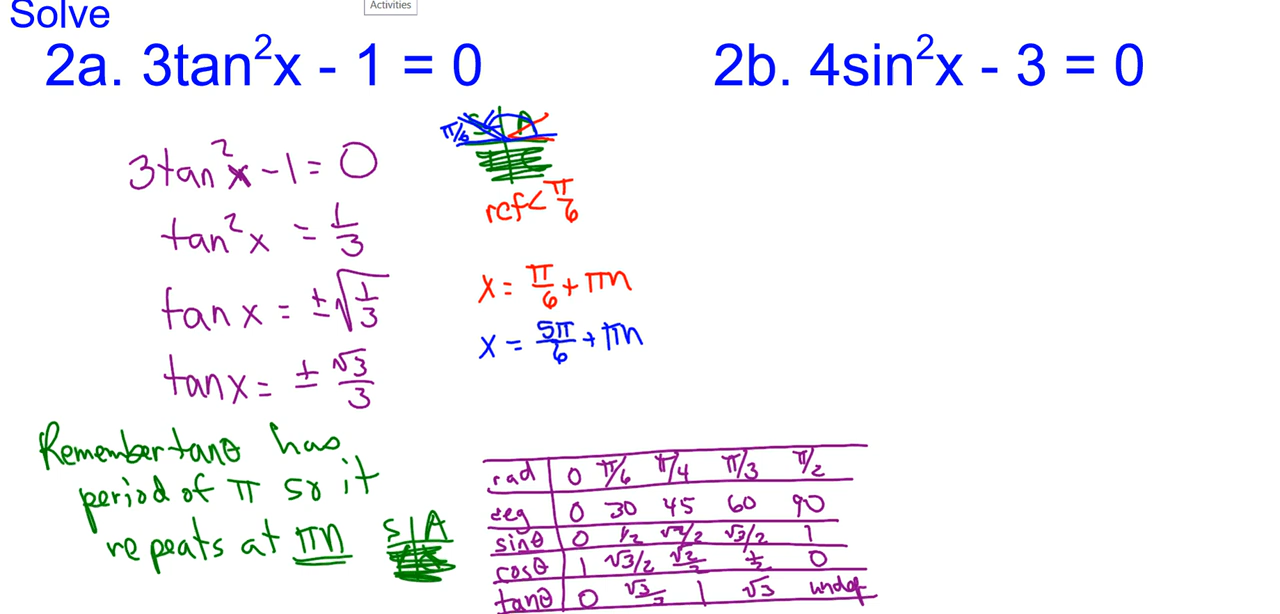 Activities
Solve
2a. 3tan²x - 1 = 0
2b. 4sin²x - 3 = 0
3tan²x - 1 = 0
tan²x = 1/3
tan x = ±√(1/3)
tan x = ± √3/3
Remember tanθ has
period of π so it
repeats at πn
S | A
π/6 S | A
ref< π/6
x = π/6 + πn
x = 5π/6 + πn
rad | 0 π/6 π/4 π/3 π/2
deg | 0 30 45 60 90
sinθ | 0 1/2 √2/2 √3/2 1
cosθ | 1 √3/2 √2/2 1/2 0
tanθ | 0 √3/3 1 √3 undef